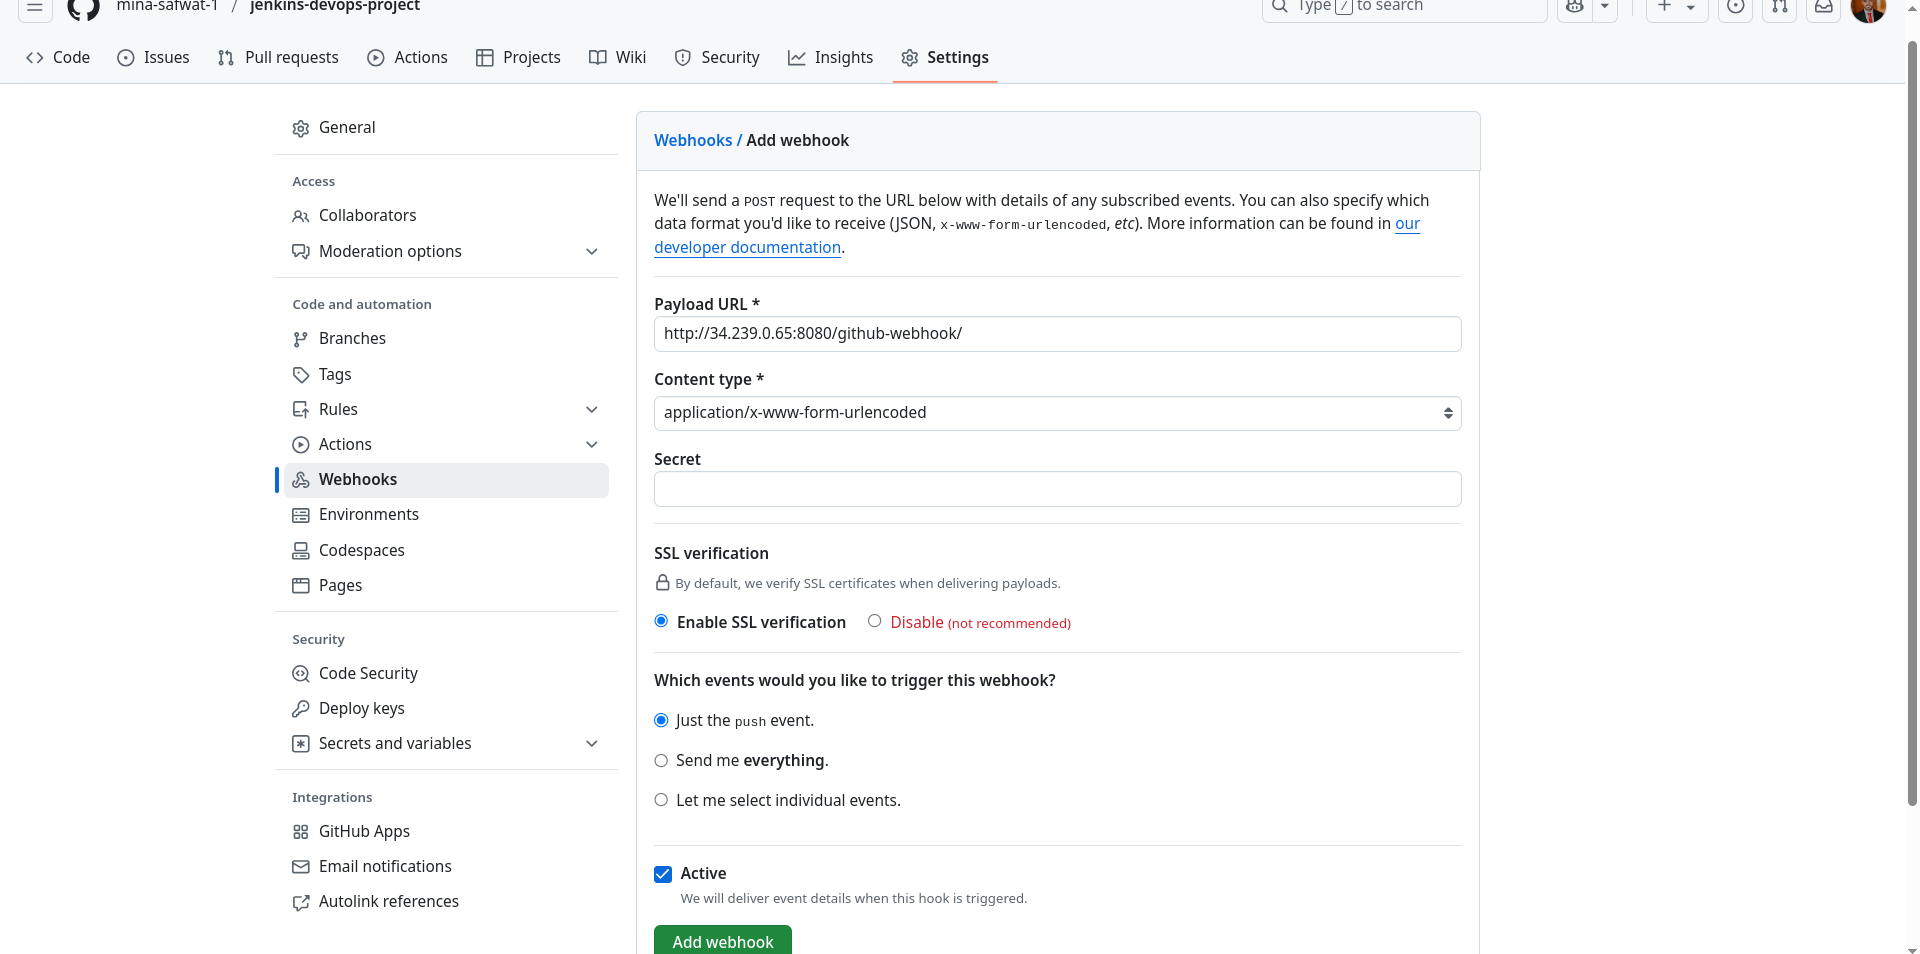 mina-safwat-1 / jenkins-devops-project
Type / to search
Code Issues Pull requests Actions Projects Wiki Security Insights Settings
General
Access
Collaborators
Moderation options
Code and automation
Branches
Tags
Rules
Actions
Webhooks
Environments
Codespaces
Pages
Security
Code Security
Deploy keys
Secrets and variables
Integrations
GitHub Apps
Email notifications
Autolink references
Webhooks / Add webhook
We'll send a POST request to the URL below with details of any subscribed events. You can also specify which
data format you'd like to receive (JSON, x-www-form-urlencoded, etc). More information can be found in our
developer documentation.
Payload URL *
http://34.239.0.65:8080/github-webhook/
Content type *
application/x-www-form-urlencoded
Secret
SSL verification
By default, we verify SSL certificates when delivering payloads.
Enable SSL verification Disable (not recommended)
Which events would you like to trigger this webhook?
Just the push event.
Send me everything.
Let me select individual events.
Active
We will deliver event details when this hook is triggered.
Add webhook